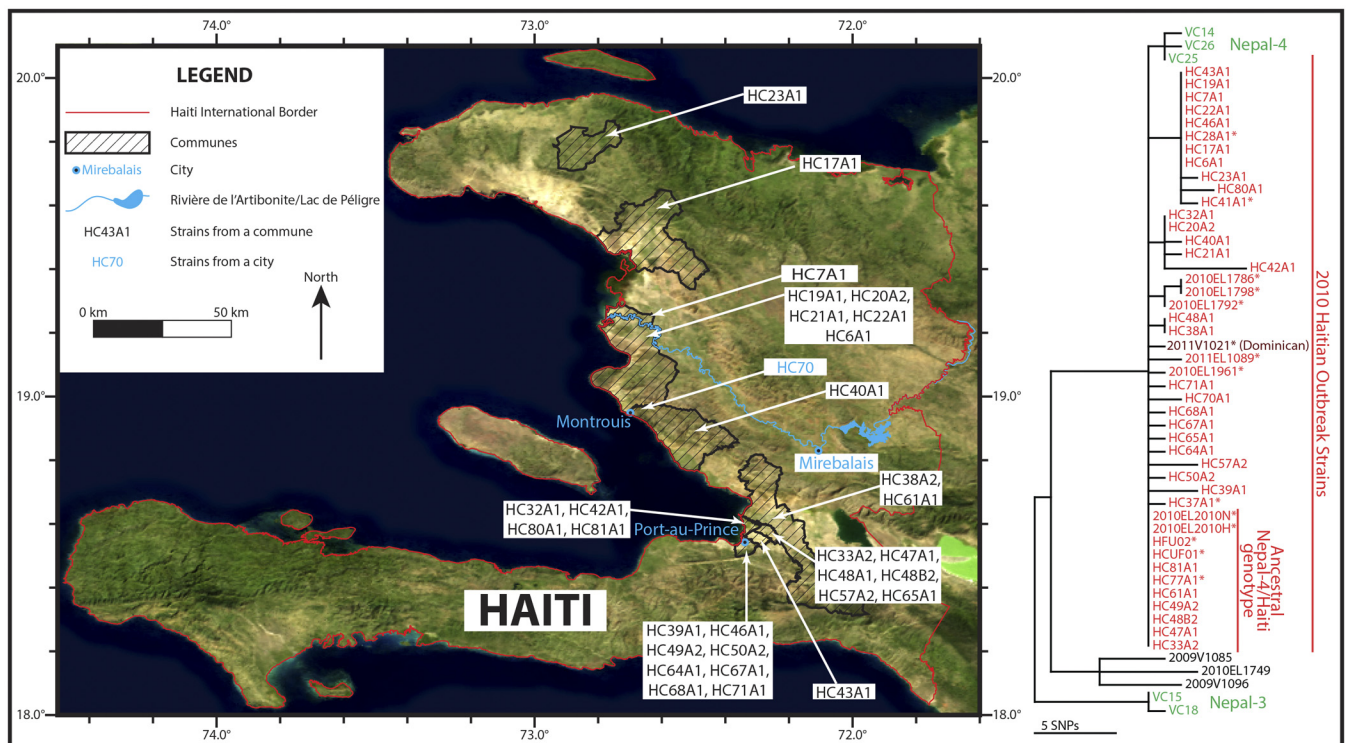 74.0°
73.0°
72.0°
20.0°
20.0°
LEGEND
Haiti International Border
Communes
Mirebalais
City
Rivière de l'Artibonite/Lac de Péligre
HC43A1
Strains from a commune
HC70
Strains from a city
North
0 km
50 km
HC23A1
HC17A1
HC7A1
HC19A1, HC20A2,
HC21A1, HC22A1
HC6A1
HC70
HC40A1
19.0°
19.0°
Montrouis
Mirebalais
HC38A2,
HC61A1
HC32A1, HC42A1,
HC80A1, HC81A1
Port-au-Prince
HC33A2, HC47A1,
HC48A1, HC48B2,
HC57A2, HC65A1
HAITI
HC39A1, HC46A1,
HC49A2, HC50A2,
HC64A1, HC67A1,
HC68A1, HC71A1
HC43A1
18.0°
18.0°
74.0°
73.0°
72.0°
VC14
VC26
VC25
Nepal-4
HC43A1
HC19A1
HC7A1
HC22A1
HC46A1
HC28A1*
HC17A1
HC6A1
HC23A1
HC80A1
HC41A1*
HC32A1
HC20A2
HC40A1
HC21A1
HC42A1
2010EL1786*
2010EL1798*
2010EL1792*
HC48A1
HC38A1
2011V1021* (Dominican)
2011EL1089*
2010EL1961*
HC71A1
HC70A1
HC68A1
HC67A1
HC65A1
HC64A1
HC57A2
HC50A2
HC39A1
HC37A1*
2010EL2010N*
2010EL2010H*
HFU02*
HCUF01*
HC81A1
HC77A1*
HC61A1
HC49A2
HC48B2
HC47A1
HC33A2
2010 Haitian Outbreak Strains
Ancestral
Nepal-4/Haiti
genotype
2009V1085
2010EL1749
2009V1096
VC15
VC18
Nepal-3
5 SNPs